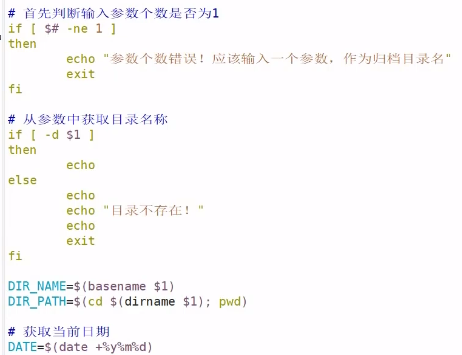 # 首先判断输入参数个数是否为1
if [ $# -ne 1 ]
then
        echo "参数个数错误！应该输入一个参数，作为归档目录名"
        exit
fi

# 从参数中获取目录名称
if [ -d $1 ]
then
        echo
else
        echo
        echo "目录不存在！"
        echo
        exit
fi

DIR_NAME=$(basename $1)
DIR_PATH=$(cd $(dirname $1); pwd)

# 获取当前日期
DATE=$(date +%y%m%d)